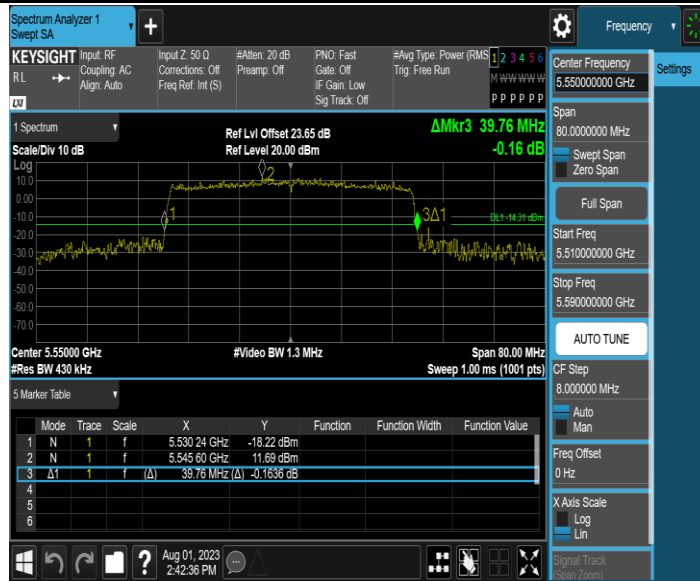 Spectrum Analyzer 1
Swept SA
+
Frequency
KEYSIGHT
RL
LXI
Input: RF
Coupling: AC
Align: Auto
Input Z: 50 Ω
Corrections: Off
Freq Ref: Int (S)
#Atten: 20 dB
Preamp: Off
PNO: Fast
Gate: Off
IF Gain: Low
Sig Track: Off
#Avg Type: Power (RMS
Trig: Free Run
1 2 3 4 5 6
M W W W W W
P P P P P P
Center Frequency
5.550000000 GHz
Settings
Span
80.0000000 MHz
Swept Span
Zero Span
Full Span
Start Freq
5.510000000 GHz
Stop Freq
5.590000000 GHz
AUTO TUNE
CF Step
8.000000 MHz
Auto
Man
Freq Offset
0 Hz
X Axis Scale
Log
Lin
Signal Track
(Span Zoom)
1 Spectrum
Scale/Div 10 dB
Ref Lvl Offset 23.65 dB
Ref Level 20.00 dBm
ΔMkr3 39.76 MHz
-0.16 dB
Log
10.0
0.00
-10.0
-20.0
-30.0
-40.0
-50.0
-60.0
-70.0
1
2
3Δ1
DL1 -14.31 dBm
Center 5.55000 GHz
#Video BW 1.3 MHz
Span 80.00 MHz
#Res BW 430 kHz
Sweep 1.00 ms (1001 pts)
5 Marker Table
Mode Trace Scale X Y Function Function Width Function Value
1 N 1 f 5.530 24 GHz -18.22 dBm
2 N 1 f 5.545 60 GHz 11.69 dBm
3 Δ1 1 f (Δ) 39.76 MHz (Δ) -0.1636 dB
4
5
6
?
Aug 01, 2023
2:42:36 PM